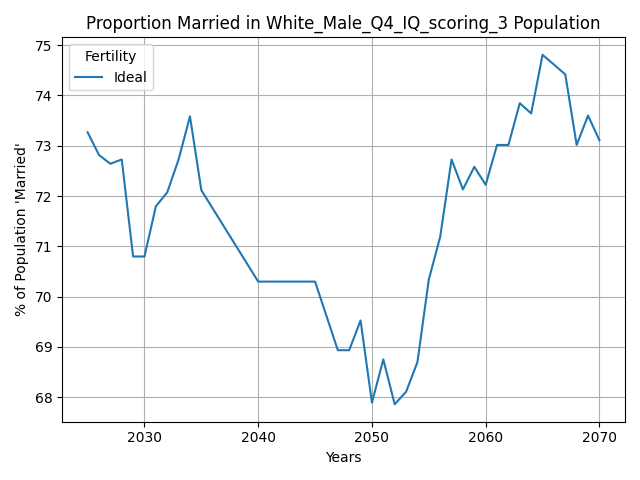 Proportion Married in White_Male_Q4_IQ_scoring_3 Population
75
74
73
72
71
70
69
68
% of Population 'Married'
Fertility
Ideal
2030
2040
2050
2060
2070
Years